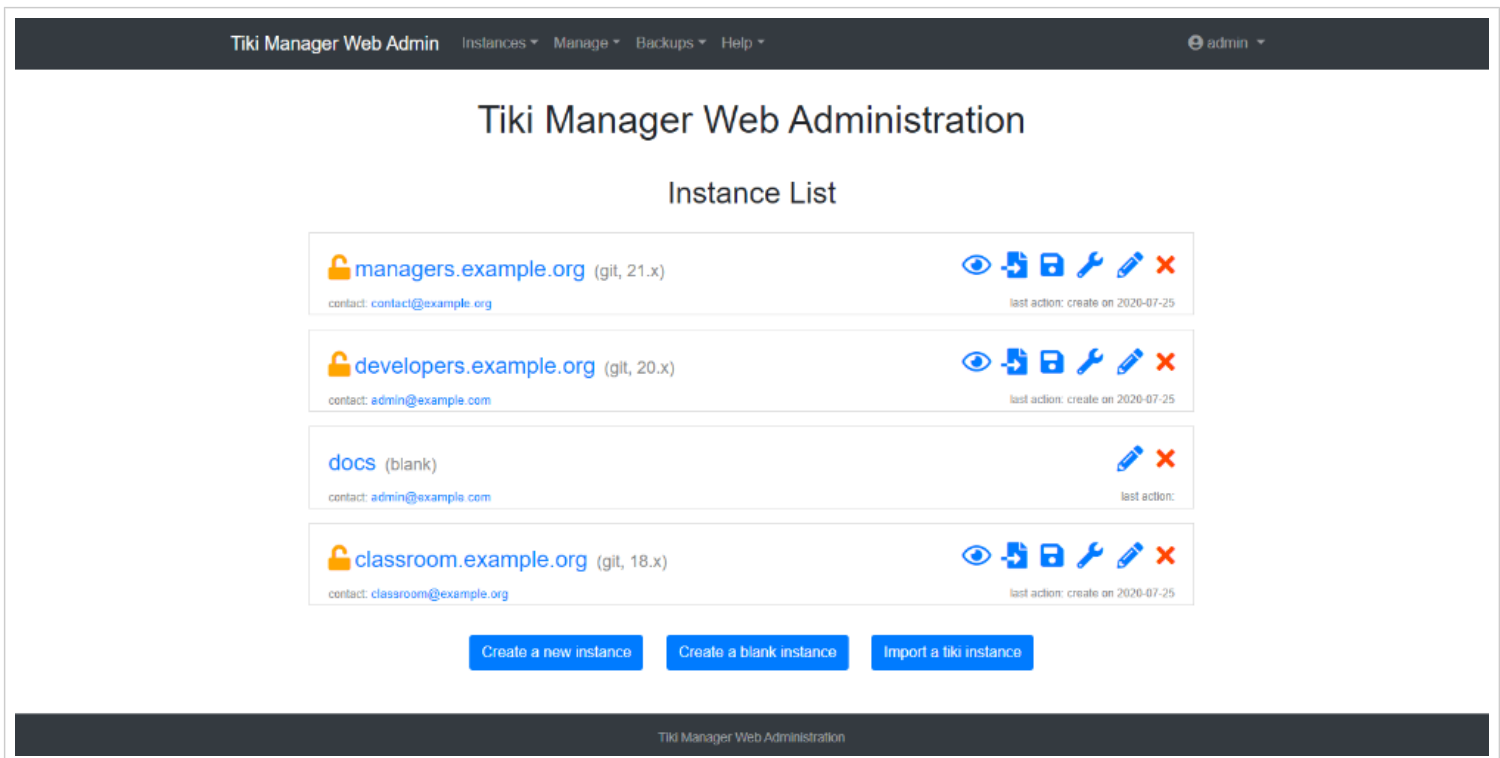 Tiki Manager Web Admin Instances Manage Backups Help admin
Tiki Manager Web Administration
Instance List
managers.example.org (git, 21.x)
contact: contact@example.org last action: create on 2020-07-25
developers.example.org (git, 20.x)
contact: admin@example.com last action: create on 2020-07-25
docs (blank)
contact: admin@example.com last action:
classroom.example.org (git, 18.x)
contact: classroom@example.org last action: create on 2020-07-25
Create a new instance Create a blank instance Import a tiki instance
Tiki Manager Web Administration